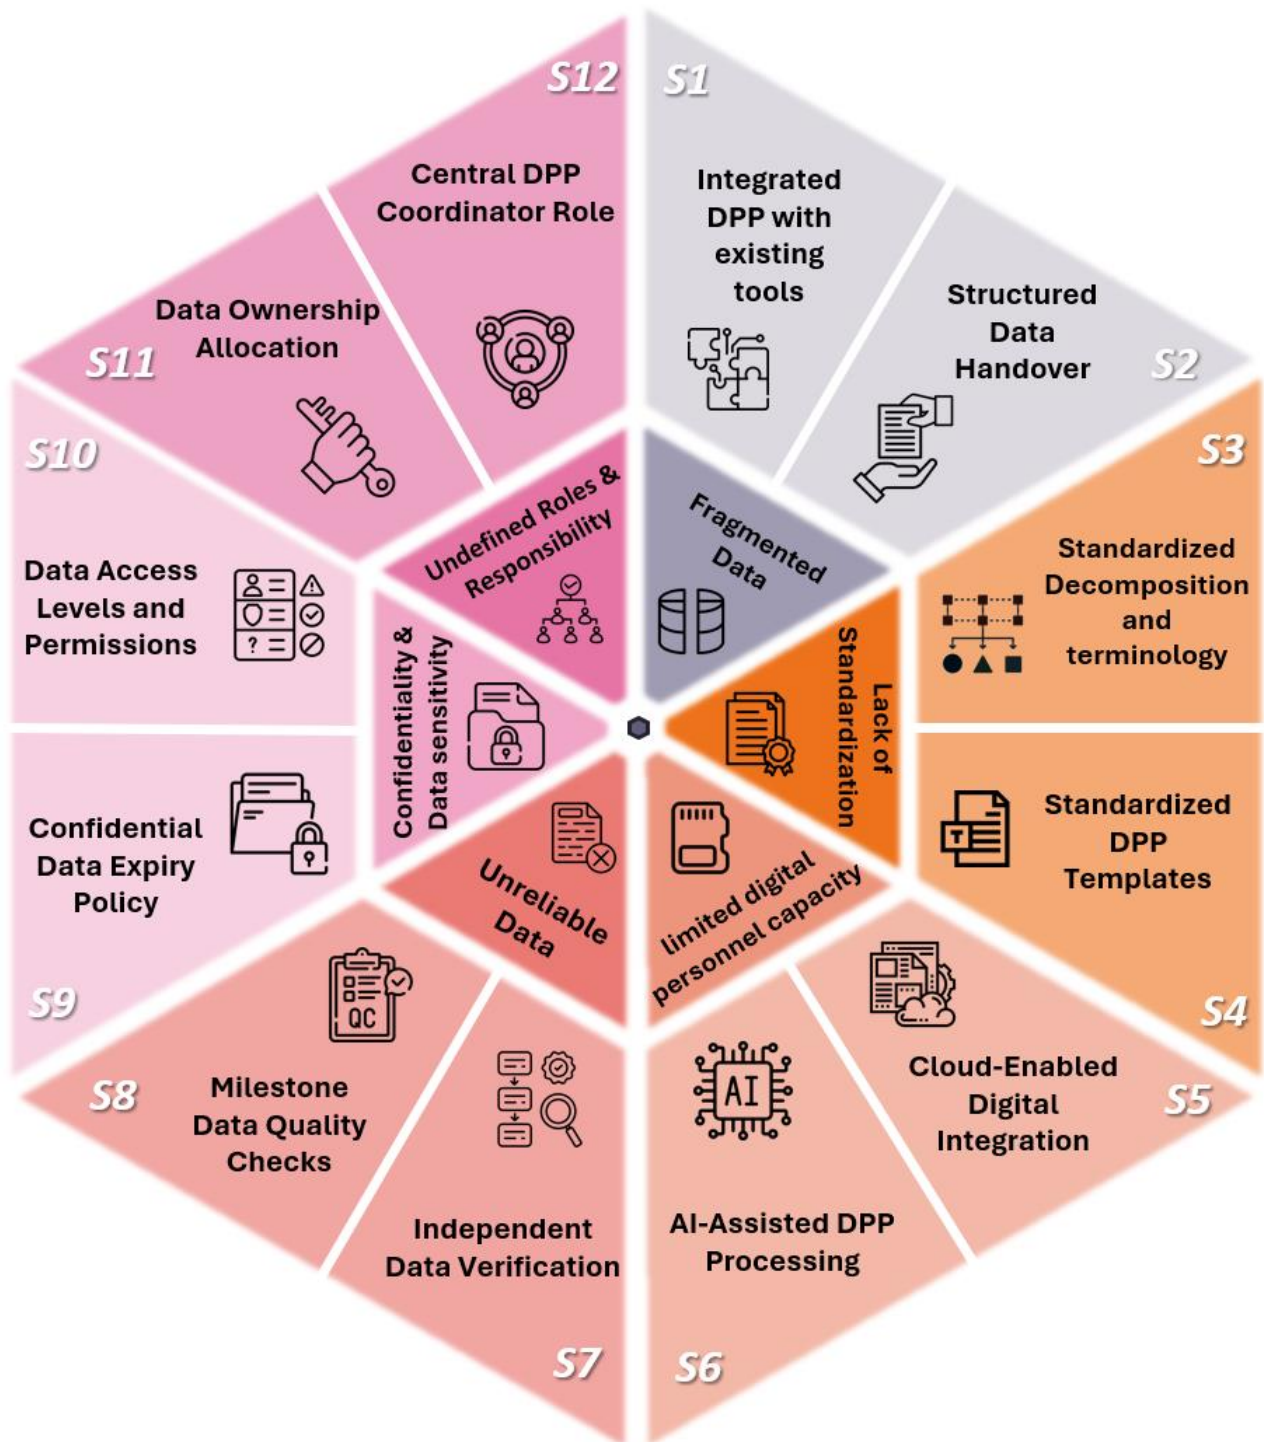 S12
Central DPP
Coordinator Role
S1
Integrated
DPP with
existing
tools
Structured
Data
Handover
S2
S3
Standardized
Decomposition
and
terminology
Standardized
DPP
Templates
T
S4
Cloud-Enabled
Digital
Integration
S5
AI
AI-Assisted DPP
Processing
S6
Independent
Data Verification
S7
QC
Milestone
Data Quality
Checks
S8
Confidential
Data Expiry
Policy
S9
S10
Data Access
Levels and
Permissions
?
S11
Data Ownership
Allocation
Undefined Roles &
Responsibility
Fragmented
Data
Lack of
Standardization
limited digital
personnel capacity
Unreliable
Data
Confidentiality &
Data sensitivity